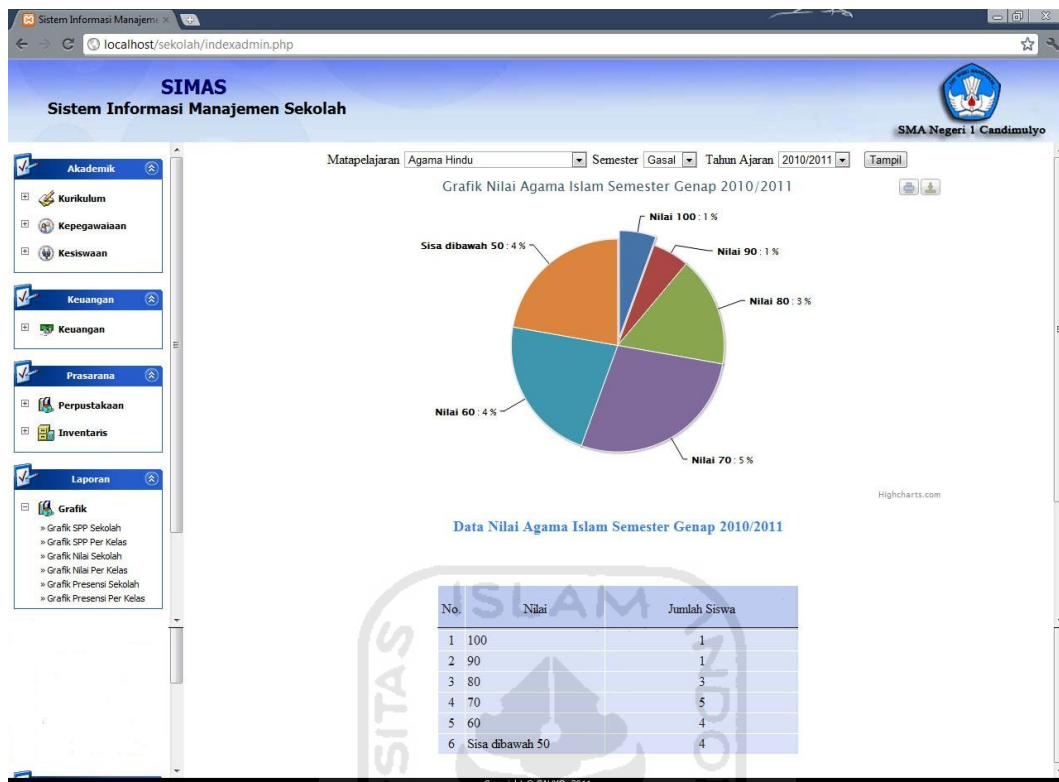 Sistem Informasi Manajeme
localhost/sekolah/indexadmin.php
SIMAS
Sistem Informasi Manajemen Sekolah
SMA Negeri 1 Candimulyo
Akademik
Kurikulum
Kepegawaiaan
Kesiswaan
Keuangan
Keuangan
Prasarana
Perpustakaan
Inventaris
Laporan
Grafik
» Grafik SPP Sekolah
» Grafik SPP Per Kelas
» Grafik Nilai Sekolah
» Grafik Nilai Per Kelas
» Grafik Presensi Sekolah
» Grafik Presensi Per Kelas
Matapelajaran Agama Hindu Semester Gasal Tahun Ajaran 2010/2011 Tampil
Grafik Nilai Agama Islam Semester Genap 2010/2011
Nilai 100 : 1 %
Nilai 90 : 1 %
Nilai 80 : 3 %
Nilai 70 : 5 %
Nilai 60 : 4 %
Sisa dibawah 50 : 4 %
Highcharts.com
Data Nilai Agama Islam Semester Genap 2010/2011
No. Nilai Jumlah Siswa
1 100 1
2 90 1
3 80 3
4 70 5
5 60 4
6 Sisa dibawah 50 4
ISLAM
SITAS
INDO